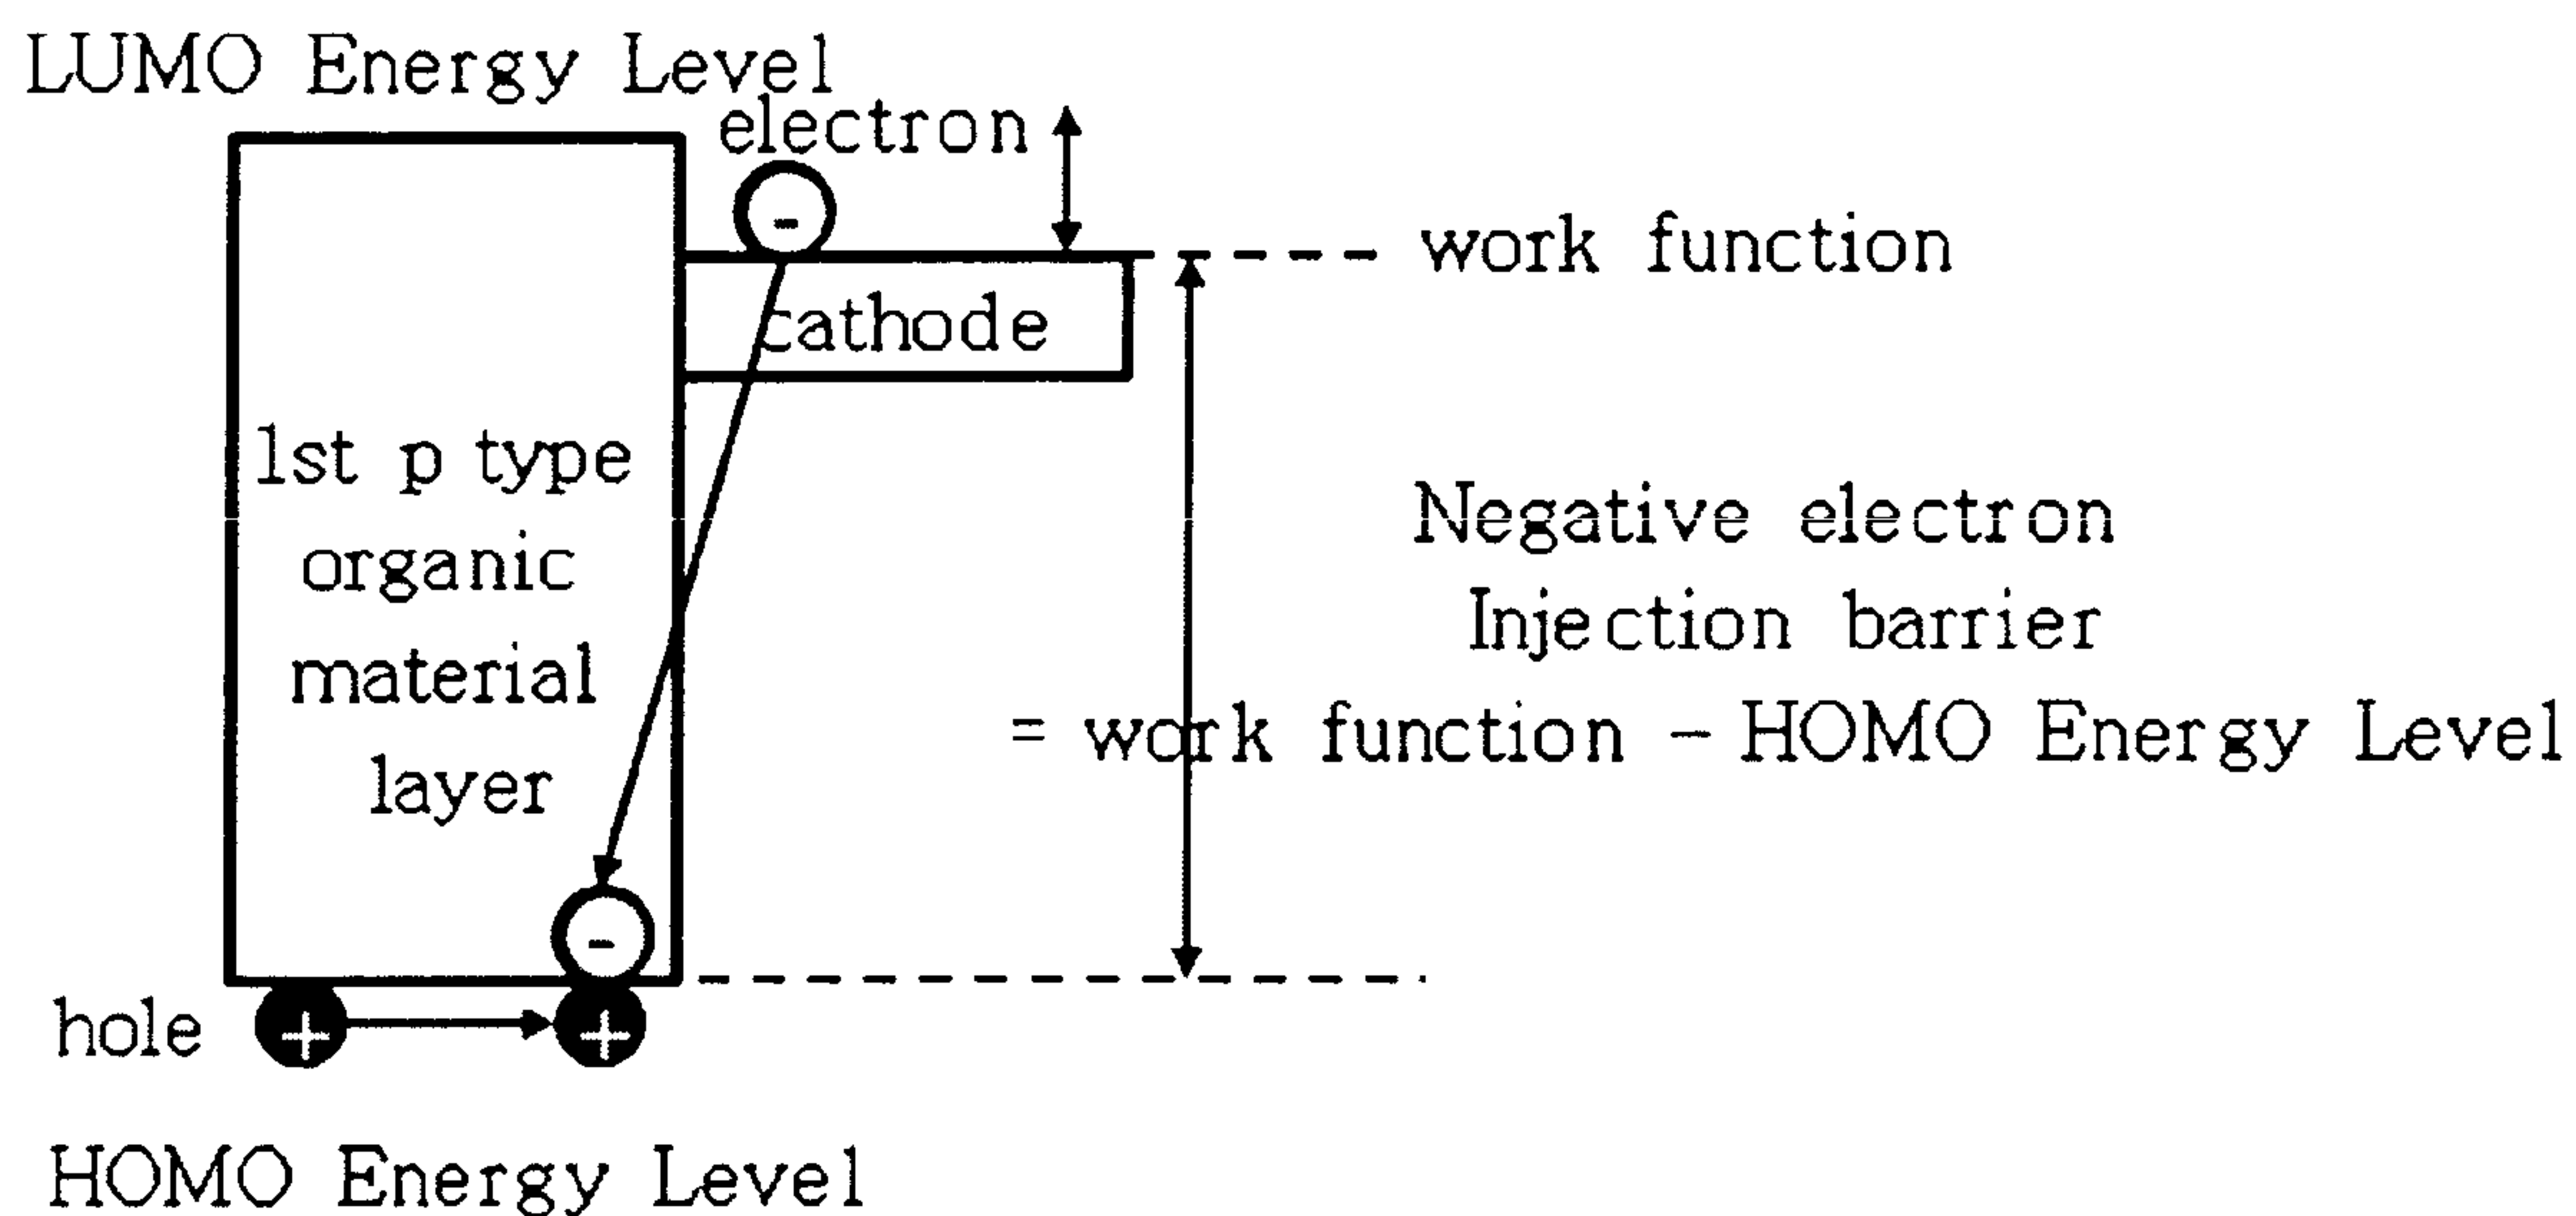 LUMO Energy Level
electron
-
work function
cathode
1st p type
organic
material
layer
Negative electron
Injection barrier
= work function - HOMO Energy Level
-
hole
+
+
HOMO Energy Level